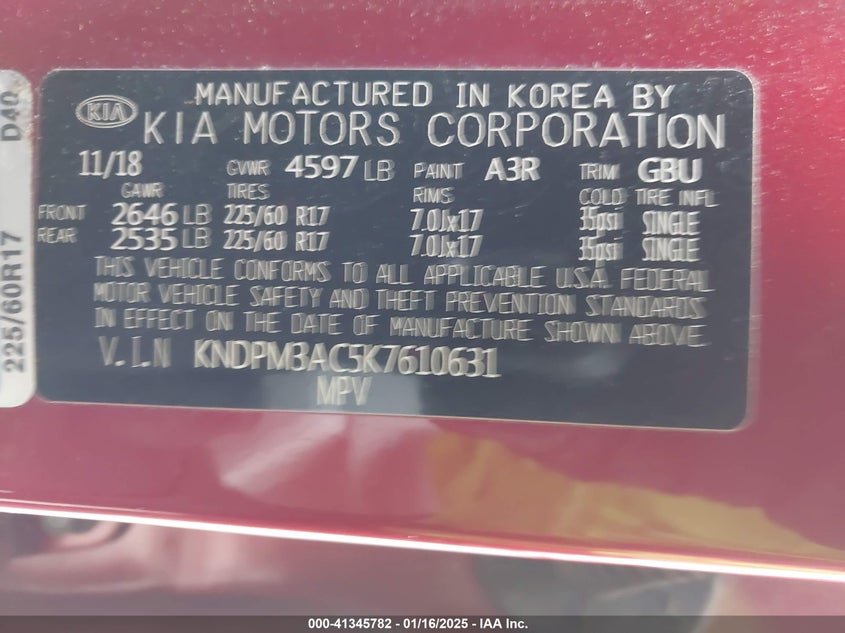 KIA
MANUFACTURED IN KOREA BY
KIA MOTORS CORPORATION
11/18 GVWR 4597 LB PAINT A3R TRIM GBU
GAWR TIRES RIMS COLD TIRE INFL
FRONT 2646 LB 225/60 R17 7.0Jx17 35psi SINGLE
REAR 2535 LB 225/60 R17 7.0Jx17 35psi SINGLE
THIS VEHICLE CONFORMS TO ALL APPLICABLE U.S.A. FEDERAL
MOTOR VEHICLE SAFETY AND THEFT PREVENTION STANDARDS
IN EFFECT ON THE DATE OF MANUFACTURE SHOWN ABOVE.
V.I.N KNDPM3AC5K7610631
MPV
225/60R17 D40
000-41345782 - 01/16/2025 - IAA Inc.